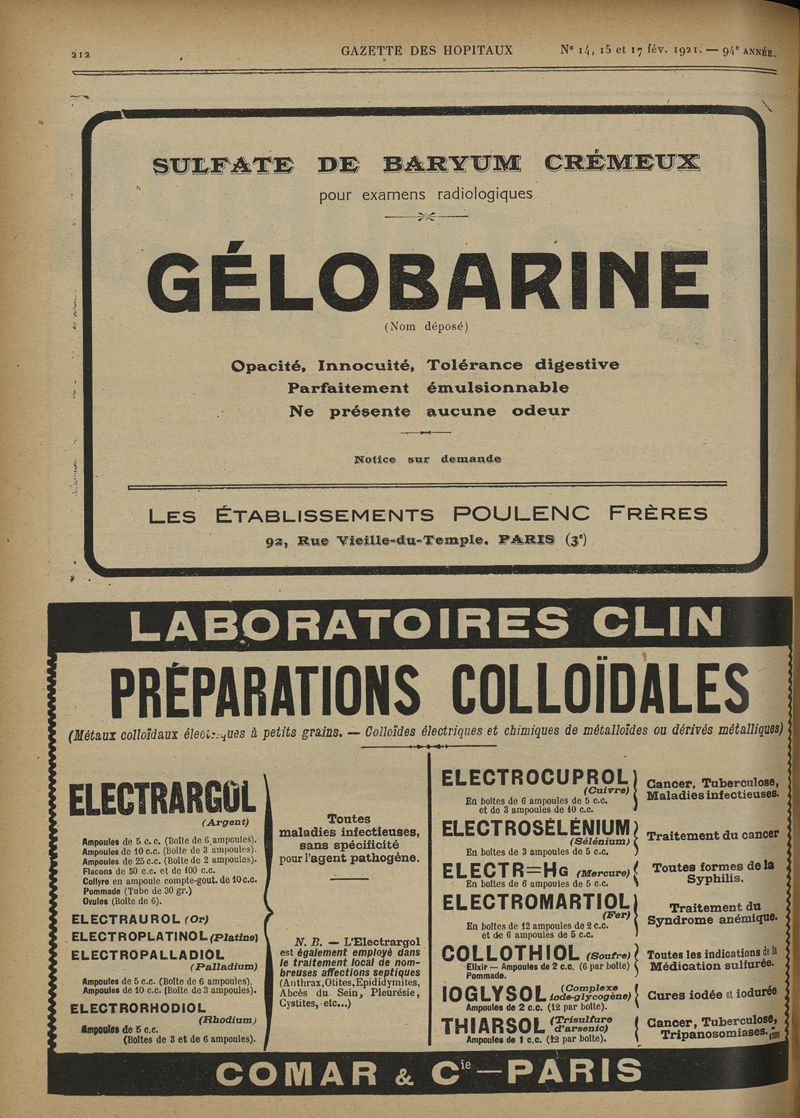 212
GAZETTE DES HOPITAUX
N° 14, 15 et 17 fév. 1921. — 94e ANNÉE.
SULFATE DE BARYUM CRÉMEUX
pour examens radiologiques
GÉLOBARINE
(Nom déposé)
Opacité, Innocuité, Tolérance digestive
Parfaitement émulsionnable
Ne présente aucune odeur
Notice sur demande
LES ÉTABLISSEMENTS POULENC FRÈRES
92, Rue Vieille-du-Temple. PARIS (3e)
LABORATOIRES CLIN
PRÉPARATIONS COLLOÏDALES
(Métaux colloïdaux électriques à petits grains. — Colloïdes électriques et chimiques de métalloïdes ou dérivés métalliques)
ELECTRARGOL
(Argent)
Ampoules de 5 c. c. (Boîte de 6 ampoules).
Ampoules de 10 c.c. (Boîte de 3 ampoules).
Ampoules de 25 c.c. (Boîte de 2 ampoules).
Flacons de 50 c.c. et de 100 c.c.
Collyre en ampoule compte-gout. de 10 c.c.
Pommade (Tube de 30 gr.)
Ovules (Boîte de 6).
ELECTRAUROL (Or)
ELECTROPLATINOL (Platine)
ELECTROPALLADIOL
(Palladium)
Ampoules de 5 c.c. (Boîte de 6 ampoules).
Ampoules de 10 c.c. (Boîte de 3 ampoules).
ELECTRORHODIOL
(Rhodium)
Ampoules de 5 c.c.
(Boîtes de 3 et de 6 ampoules).
Toutes
maladies infectieuses,
sans spécificité
pour l'agent pathogène.
N. B. — L'Electrargol
est également employé dans
le traitement local de nom-
breuses affections septiques
(Anthrax, Otites, Epididymites,
Abcès du Sein, Pleurésie,
Cystites, etc...)
ELECTROCUPROL
(Cuivre)
En boîtes de 6 ampoules de 5 c.c.
et de 3 ampoules de 10 c.c.
Cancer, Tuberculose,
Maladies infectieuses.
ELECTROSÉLÉNIUM
(Sélénium)
En boîtes de 3 ampoules de 5 c.c.
Traitement du cancer
ELECTR=HG (Mercure)
En boîtes de 6 ampoules de 5 c.c.
Toutes formes de la
Syphilis.
ELECTROMARTIOL
(Fer)
En boîtes de 12 ampoules de 2 c.c.
et de 6 ampoules de 5 c.c.
Traitement du
Syndrome anémique.
COLLOTHIOL (Soufre)
Elixir — Ampoules de 2 c.c. (6 par boîte)
Pommade.
Toutes les indications de la
Médication sulfurée.
IOGLYSOL (Complexe
iode-glycogène)
Ampoules de 2 c.c. (12 par boîte).
Cures iodée et iodurée
THIARSOL (Trisulfure
d'arsenic)
Ampoules de 1 c.c. (12 par boîte).
Cancer, Tuberculose,
Tripanosomiases.
COMAR & Cie — PARIS